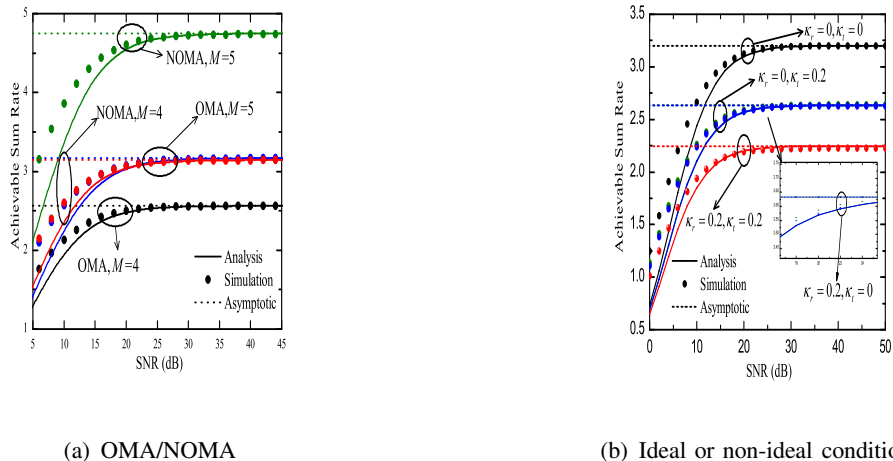 Achievable Sum Rate
5
4
3
2
1
NOMA, M=5
NOMA,M=4
OMA,M=5
OMA,M=4
Analysis
Simulation
Asymptotic
5 10 15 20 25 30 35 40 45
SNR (dB)
(a) OMA/NOMA
Achievable Sum Rate
3.5
3.0
2.5
2.0
1.5
1.0
0.5
κr = 0, κt = 0
κr = 0, κt = 0.2
κr = 0.2, κt = 0.2
κr = 0.2, κt = 0
Analysis
Simulation
Asymptotic
0 10 20 30 40 50
SNR (dB)
(b) Ideal or non-ideal conditio